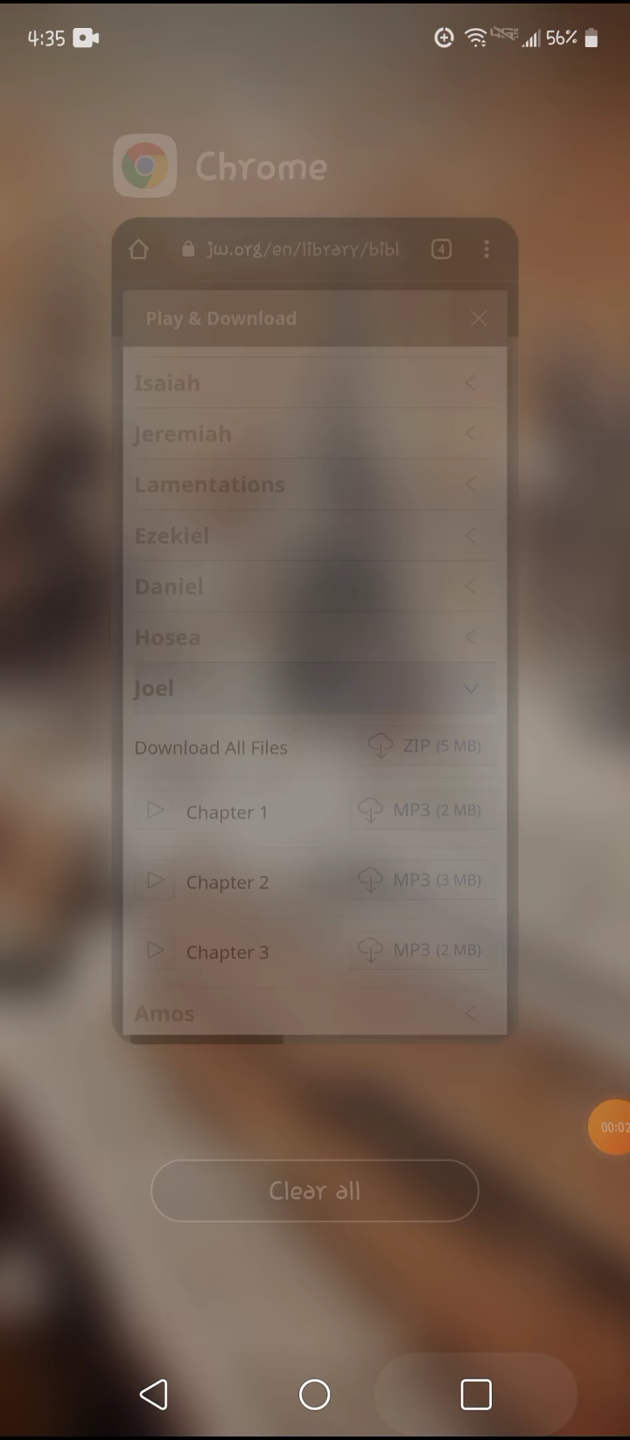 4:35
56%
Chrome
jw.org/en/library/bibl
4
Play & Download
Isaiah
Jeremiah
Lamentations
Ezekiel
Daniel
Hosea
Joel
Download All Files
ZIP (5 MB)
Chapter 1
MP3 (2 MB)
Chapter 2
MP3 (3 MB)
Chapter 3
MP3 (2 MB)
Amos
00:02
Clear all